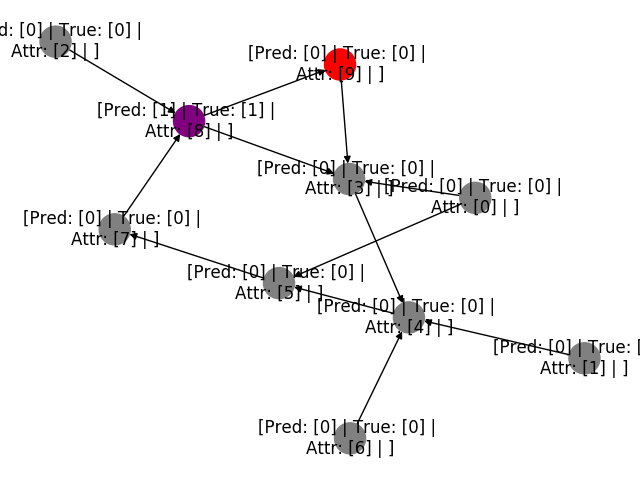 d: [0] | True: [0] |
Attr: [2] | ]
[Pred: [0] | True: [0] |
Attr: [9] | ]
[Pred: [1] | True: [1] |
Attr: [8] | ]
[Pred: [0] | True: [0] |
Attr: [3] | ]
[Pred: [0] | True: [0] |
Attr: [0] | ]
[Pred: [0] | True: [0] |
Attr: [7] | ]
[Pred: [0] | True: [0] |
Attr: [5] | ]
[Pred: [0] | True: [0] |
Attr: [4] | ]
[Pred: [0] | True: [
Attr: [1] | ]
[Pred: [0] | True: [0] |
Attr: [6] | ]